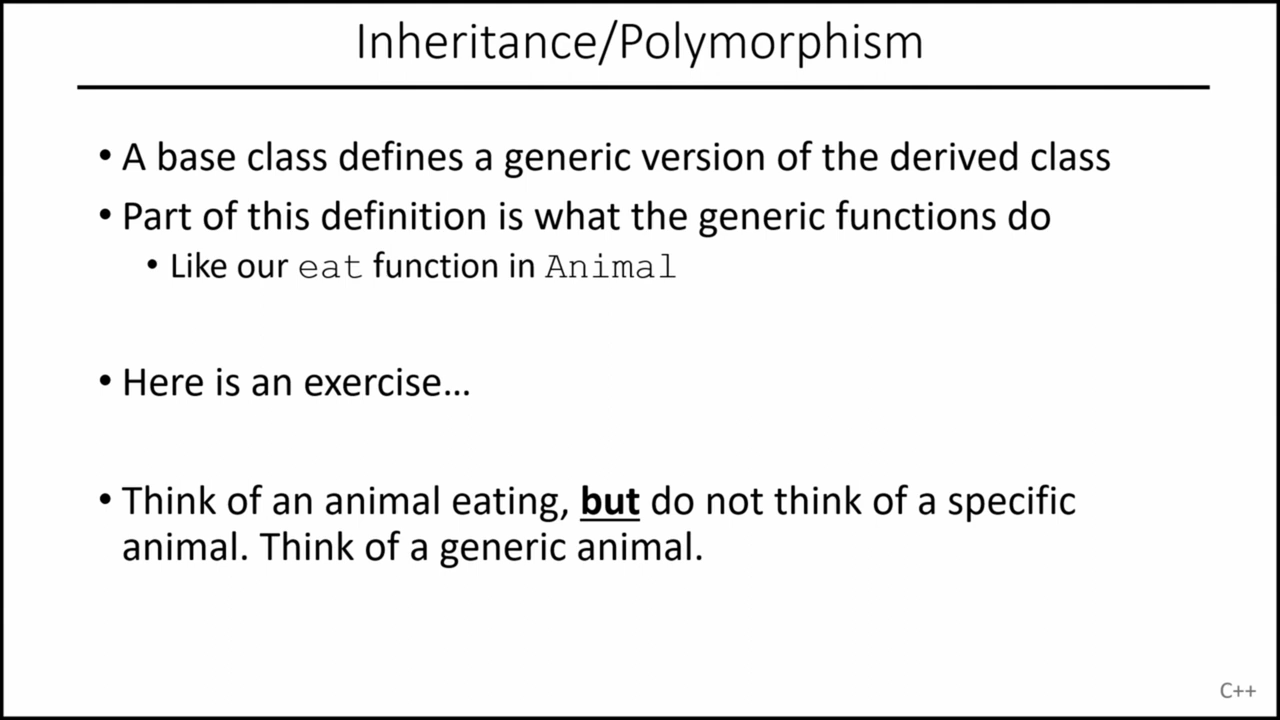 Inheritance/Polymorphism
• A base class defines a generic version of the derived class
• Part of this definition is what the generic functions do
• Like our eat function in Animal
• Here is an exercise…
• Think of an animal eating, but do not think of a specific
animal. Think of a generic animal.
C++